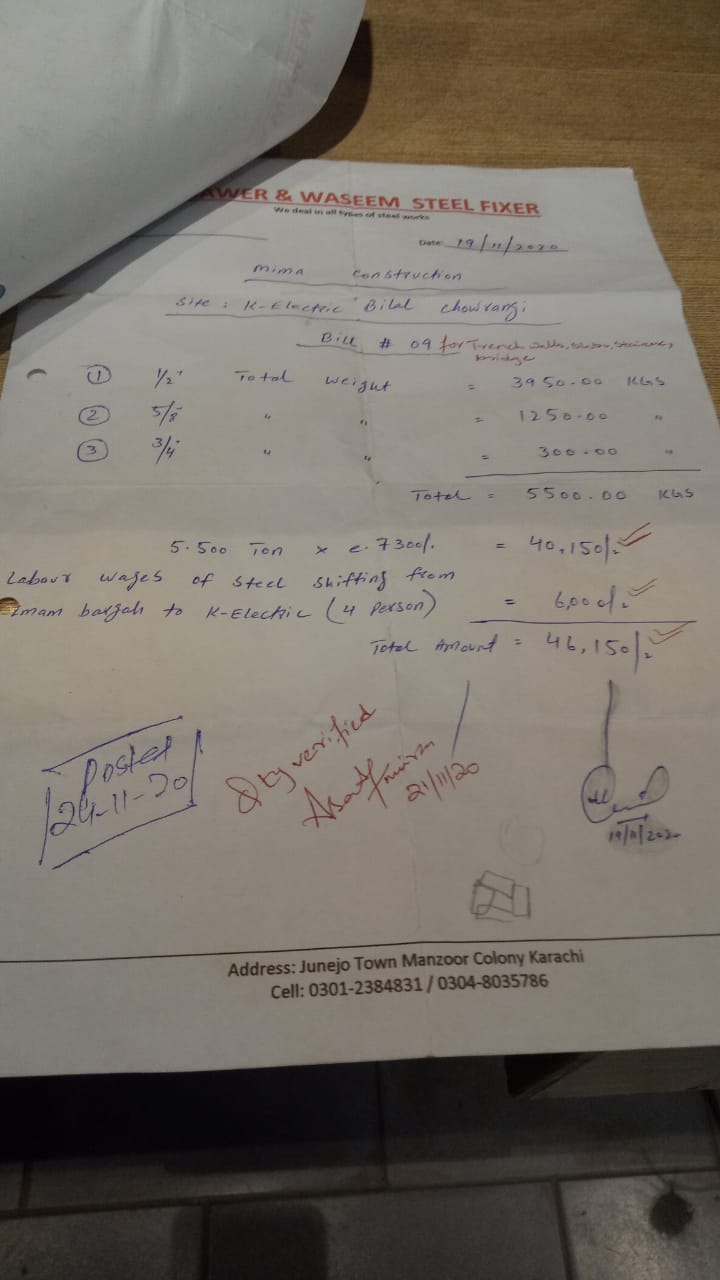 AWER & WASEEM STEEL FIXER
We deal in all types of steel works
Date: 19/11/2020
Mima Construction
Site : K-Electric Bilal Chowrangi
Bill # 09 for Trench walls,
bridge
① 1/2" Total Weight = 3950.00 KGS
② 5/8 " " = 1250.00 "
③ 3/4 " " = 300.00 "
Total = 5500.00 KGS
5.500 Ton x @. 7300/. = 40,150/.
Labour wages of Steel Shifting from
Imam bargah to K-Electric (4 Person) = 6,000/.
Total Amount = 46,150/.
Posted
24-11-20
Qty verified
21/11/20
19/11/2020
Address: Junejo Town Manzoor Colony Karachi
Cell: 0301-2384831 / 0304-8035786